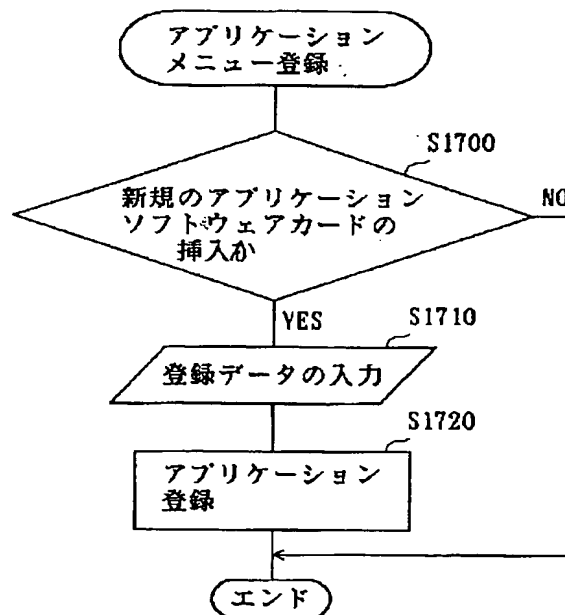 アプリケーション
メニュー登録
S1700
新規のアプリケーション
ソフトウェアカードの
挿入か
NO
YES
S1710
登録データの入力
S1720
アプリケーション
登録
エンド